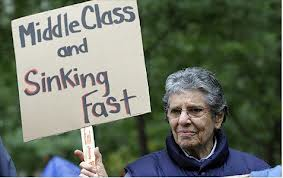 Middle Class
and
Sinking
Fast